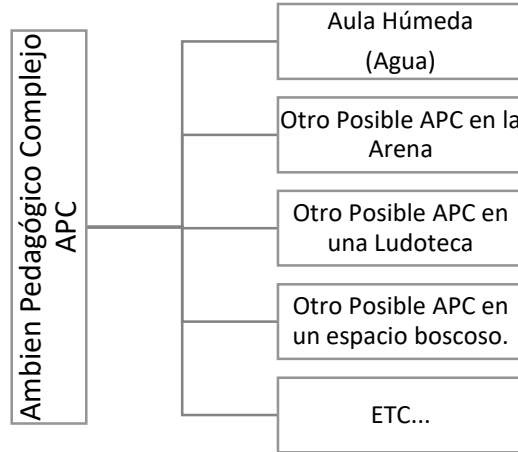 Ambien Pedagógico Complejo
APC
Aula Húmeda
(Agua)
Otro Posible APC en la
Arena
Otro Posible APC en
una Ludoteca
Otro Posible APC en
un espacio boscoso.
ETC...